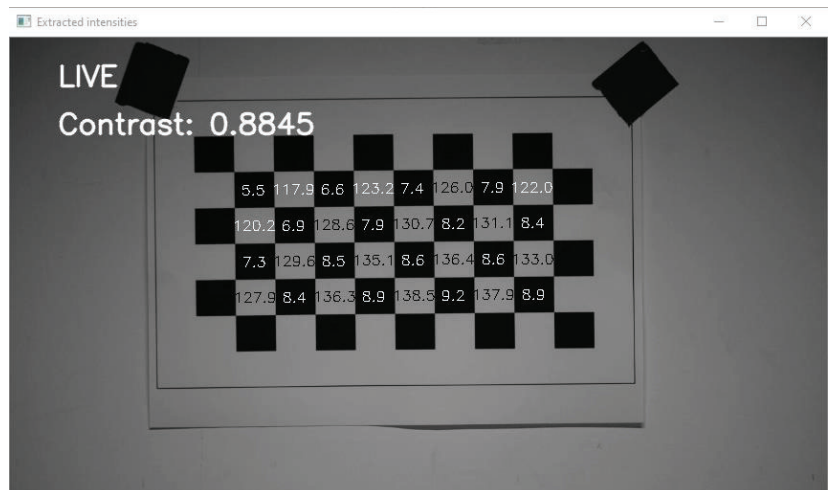 Extracted intensities
LIVE
Contrast: 0.8845
5.5 117.9 6.6 123.2 7.4 126.0 7.9 122.0
120.2 6.9 128.6 7.9 130.7 8.2 131.1 8.4
7.3 129.6 8.5 135.1 8.6 136.4 8.6 133.0
127.9 8.4 136.3 8.9 138.5 9.2 137.9 8.9